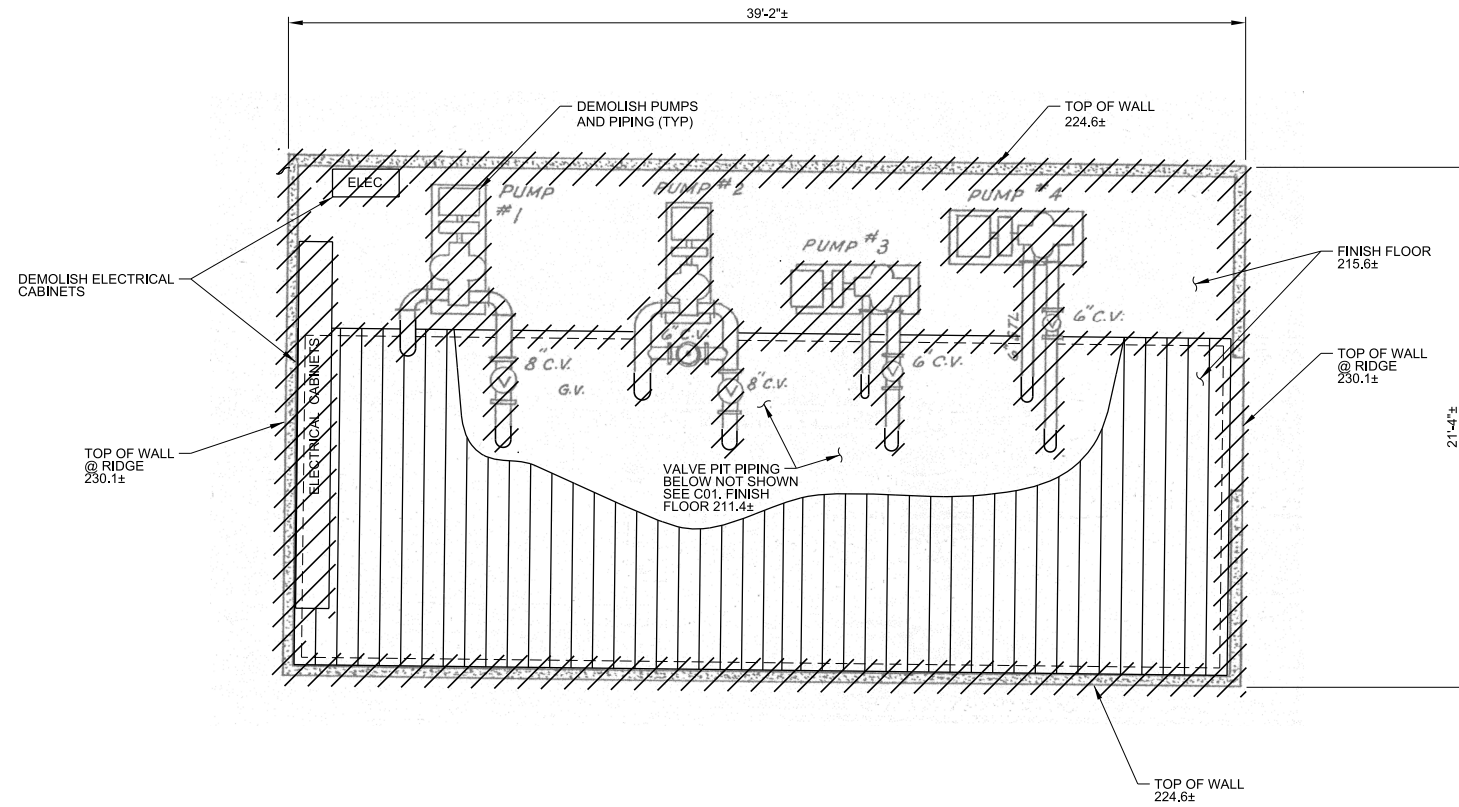 39'-2"±
DEMOLISH PUMPS
AND PIPING (TYP)
TOP OF WALL
224.6±
ELEC
PUMP
#1
PUMP #2
PUMP #3
PUMP #4
DEMOLISH ELECTRICAL
CABINETS
FINISH FLOOR
215.6±
6" C.V.
6" C.V.
8" C.V.
G.V.
8" C.V.
6" C.V.
ELECTRICAL CABINETS
TOP OF WALL
@ RIDGE
230.1±
TOP OF WALL
@ RIDGE
230.1±
21'-4"±
VALVE PIT PIPING
BELOW NOT SHOWN
SEE C01. FINISH
FLOOR 211.4±
TOP OF WALL
224.6±